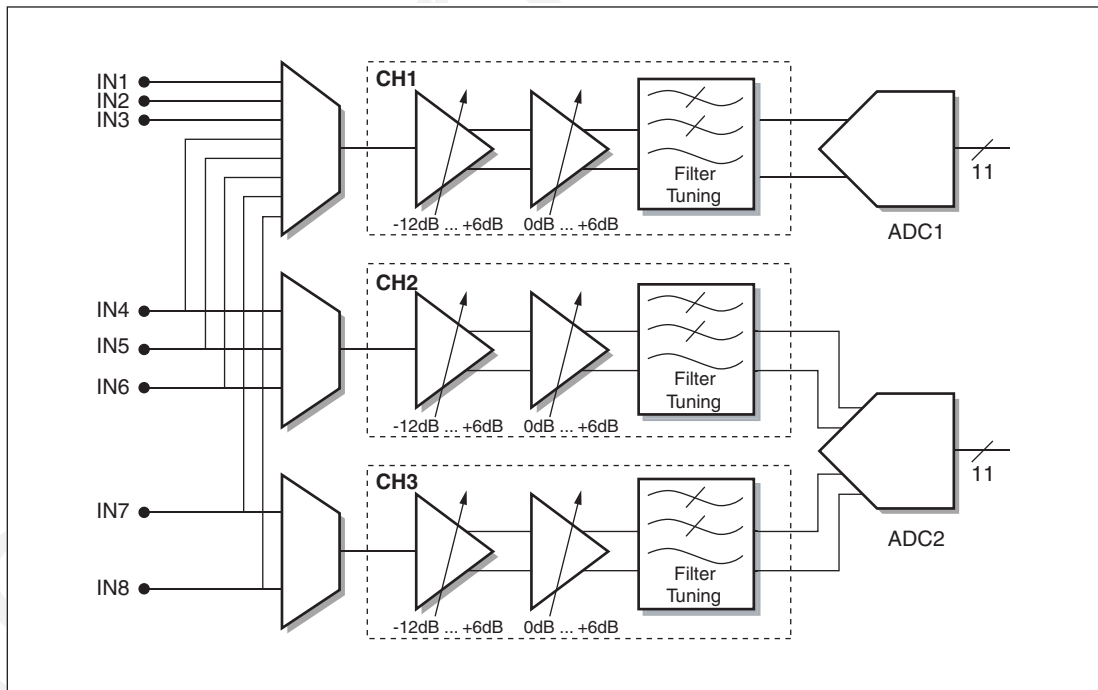 IN1
IN2
IN3
CH1
-12dB ... +6dB
0dB ... +6dB
Filter
Tuning
11
ADC1
IN4
IN5
IN6
CH2
-12dB ... +6dB
0dB ... +6dB
Filter
Tuning
11
ADC2
IN7
IN8
CH3
-12dB ... +6dB
0dB ... +6dB
Filter
Tuning